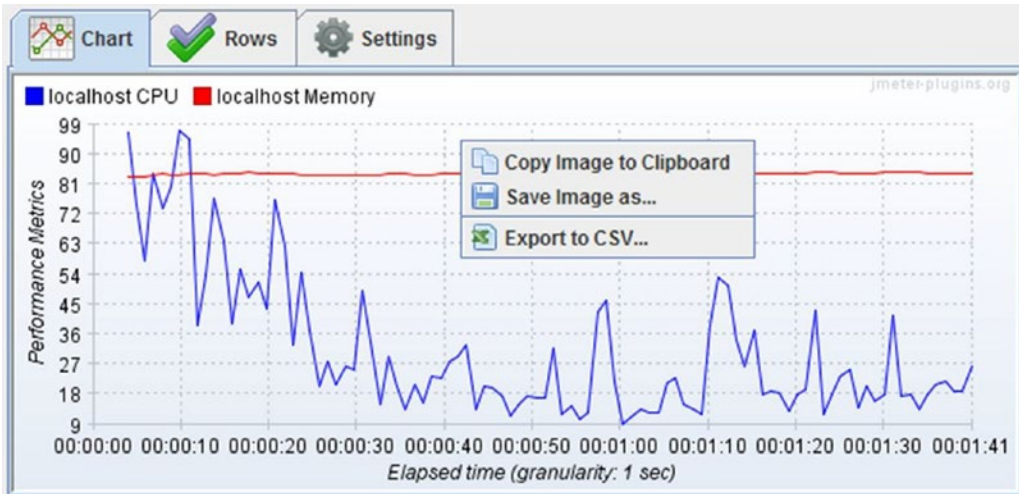 Chart Rows Settings
jmeter-plugins.org
localhost CPU localhost Memory
99
90
81
72
63
54
45
36
27
18
9
Performance Metrics
Copy Image to Clipboard
Save Image as...
Export to CSV...
00:00:00 00:00:10 00:00:20 00:00:30 00:00:40 00:00:50 00:01:00 00:01:10 00:01:20 00:01:30 00:01:41
Elapsed time (granularity: 1 sec)